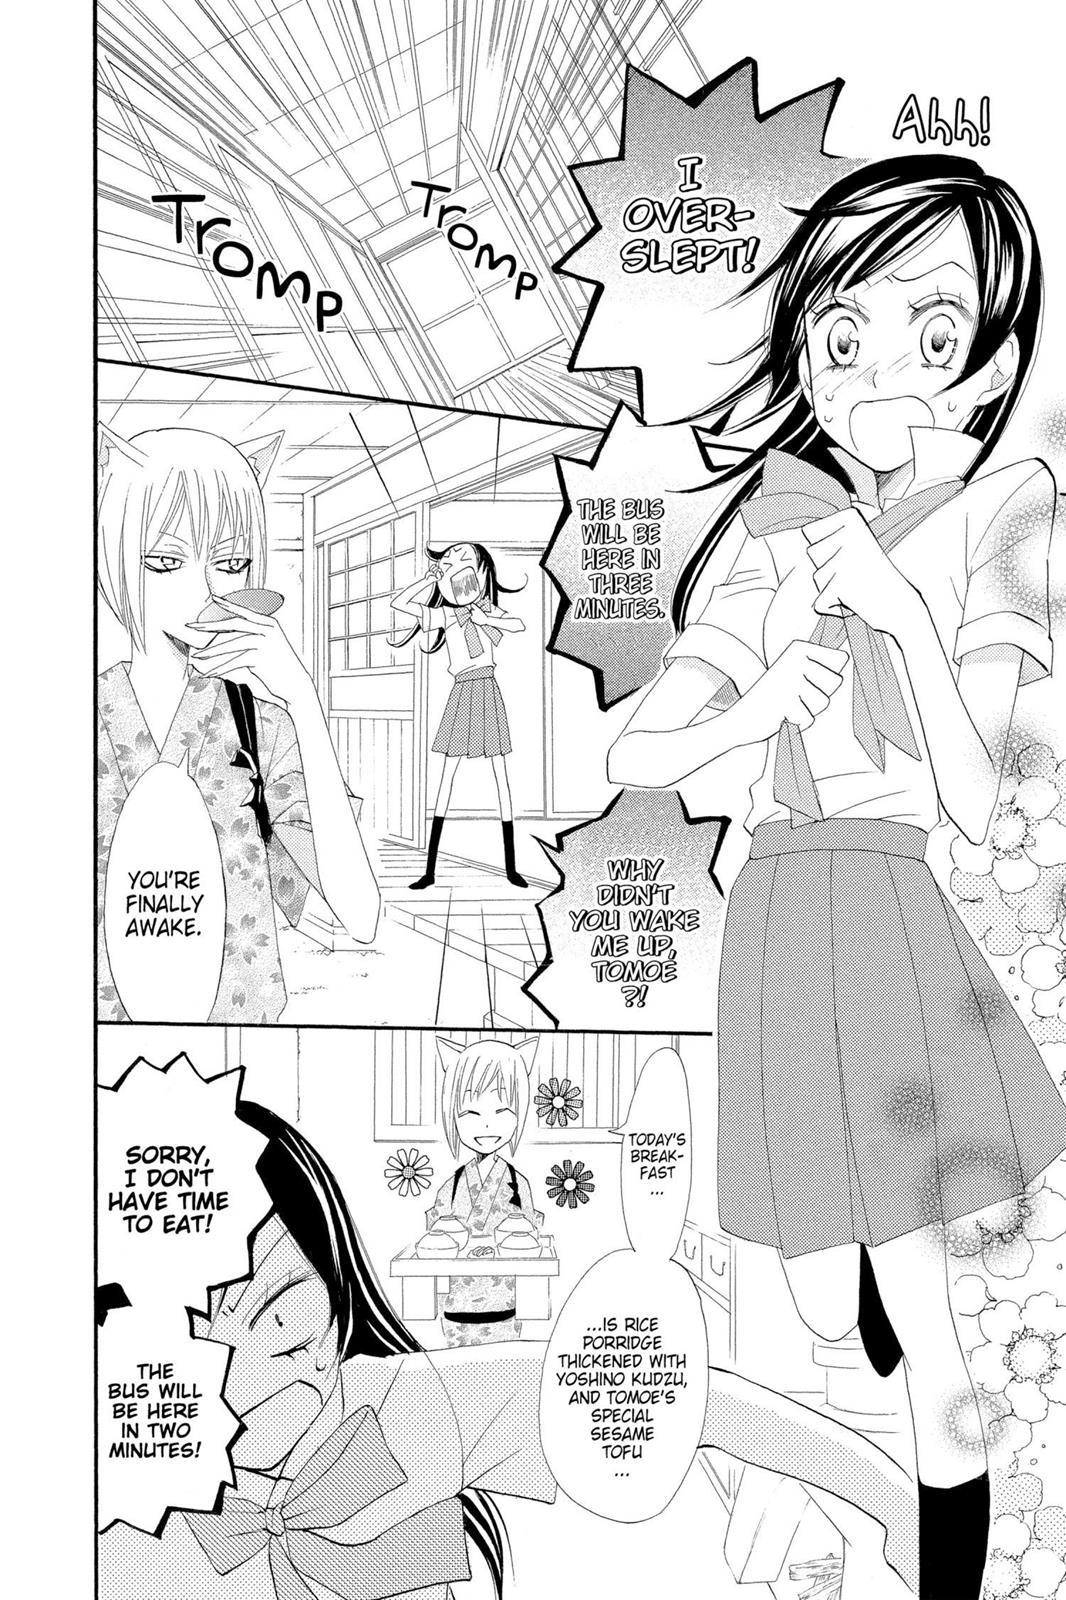 TROMP
TROMP
Ahh!
I
OVER-
SLEPT!
THE BUS
WILL BE
HERE IN
THREE
MINUTES.
WHY
DIDN'T
YOU WAKE
ME UP,
TOMOE
?!
YOU'RE
FINALLY
AWAKE.
TODAY'S
BREAK-
FAST
...
...IS RICE
PORRIDGE
THICKENED WITH
YOSHINO KUDZU,
AND TOMOE'S
SPECIAL
SESAME
TOFU
...
SORRY,
I DON'T
HAVE TIME
TO EAT!
THE
BUS WILL
BE HERE
IN TWO
MINUTES!